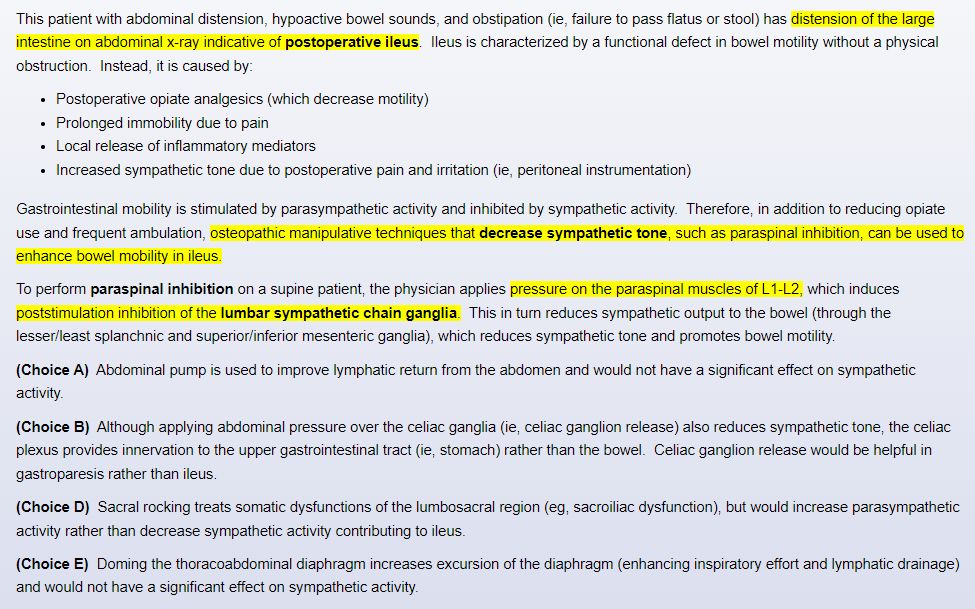 This patient with abdominal distension, hypoactive bowel sounds, and obstipation (ie, failure to pass flatus or stool) has distension of the large
intestine on abdominal x-ray indicative of postoperative ileus.  Ileus is characterized by a functional defect in bowel motility without a physical
obstruction.  Instead, it is caused by:
• Postoperative opiate analgesics (which decrease motility)
• Prolonged immobility due to pain
• Local release of inflammatory mediators
• Increased sympathetic tone due to postoperative pain and irritation (ie, peritoneal instrumentation)
Gastrointestinal mobility is stimulated by parasympathetic activity and inhibited by sympathetic activity.  Therefore, in addition to reducing opiate
use and frequent ambulation, osteopathic manipulative techniques that decrease sympathetic tone, such as paraspinal inhibition, can be used to
enhance bowel mobility in ileus.
To perform paraspinal inhibition on a supine patient, the physician applies pressure on the paraspinal muscles of L1-L2, which induces
poststimulation inhibition of the lumbar sympathetic chain ganglia.  This in turn reduces sympathetic output to the bowel (through the
lesser/least splanchnic and superior/inferior mesenteric ganglia), which reduces sympathetic tone and promotes bowel motility.
(Choice A)  Abdominal pump is used to improve lymphatic return from the abdomen and would not have a significant effect on sympathetic
activity.
(Choice B)  Although applying abdominal pressure over the celiac ganglia (ie, celiac ganglion release) also reduces sympathetic tone, the celiac
plexus provides innervation to the upper gastrointestinal tract (ie, stomach) rather than the bowel.  Celiac ganglion release would be helpful in
gastroparesis rather than ileus.
(Choice D)  Sacral rocking treats somatic dysfunctions of the lumbosacral region (eg, sacroiliac dysfunction), but would increase parasympathetic
activity rather than decrease sympathetic activity contributing to ileus.
(Choice E)  Doming the thoracoabdominal diaphragm increases excursion of the diaphragm (enhancing inspiratory effort and lymphatic drainage)
and would not have a significant effect on sympathetic activity.